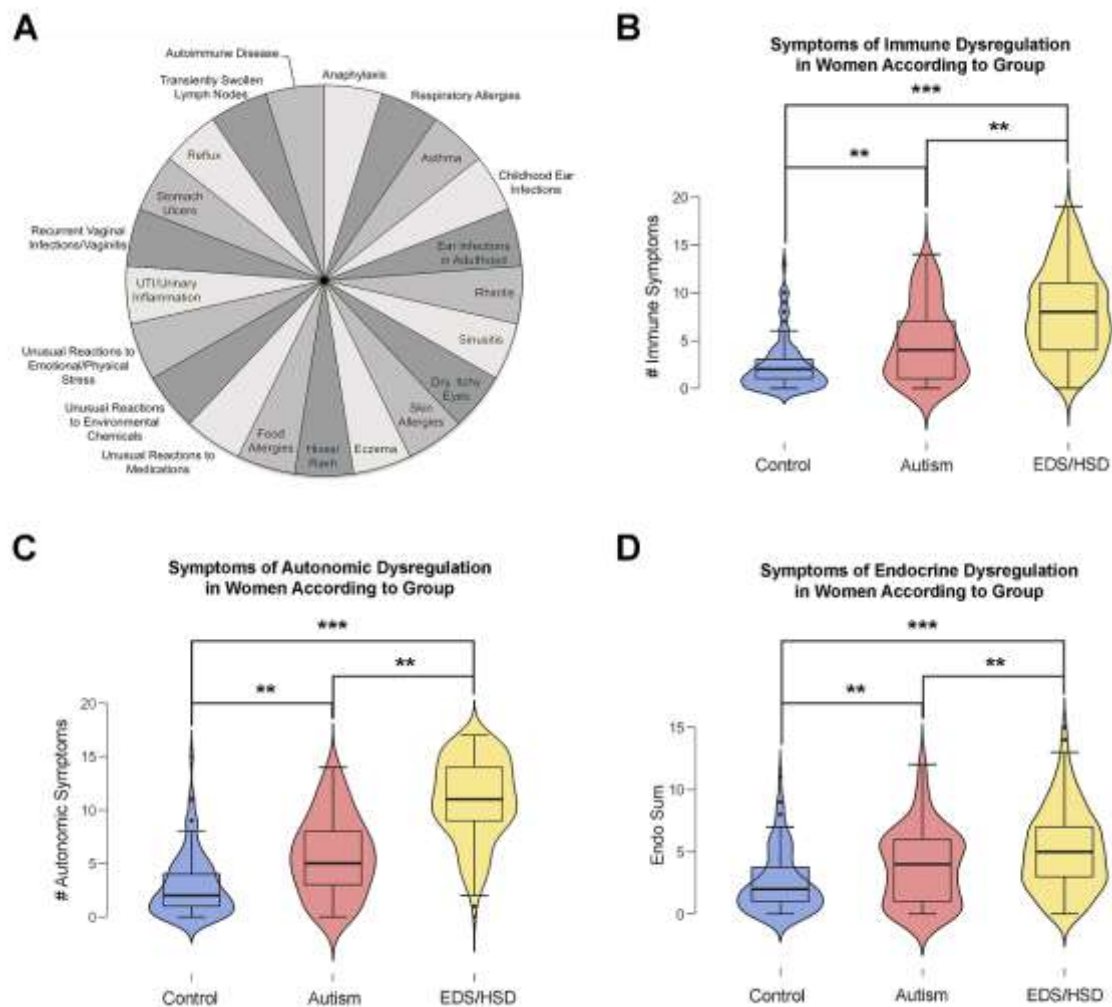 A
Autoimmune Disease
Transiently Swollen
Lymph Nodes
Anaphylaxis
Respiratory Allergies
Reflux
Asthma
Stomach
Ulcers
Childhood Ear
Infections
Recurrent Vaginal
Infections/Vaginitis
Ear Infections
in Adulthood
UTI/Urinary
Inflammation
Rhinitis
Sinusitis
Unusual Reactions to
Emotional/Physical
Stress
Dry, Itchy
Eyes
Unusual Reactions
to Environmental
Chemicals
Skin
Allergies
Food
Allergies
Hives/
Rash
Eczema
Unusual Reactions to
Medications
B
Symptoms of Immune Dysregulation
in Women According to Group
***
**
**
# Immune Symptoms
20
15
10
5
0
Control
Autism
EDS/HSD
C
Symptoms of Autonomic Dysregulation
in Women According to Group
***
**
**
# Autonomic Symptoms
20
15
10
5
0
Control
Autism
EDS/HSD
D
Symptoms of Endocrine Dysregulation
in Women According to Group
***
**
**
Endo Sum
15
10
5
0
Control
Autism
EDS/HSD